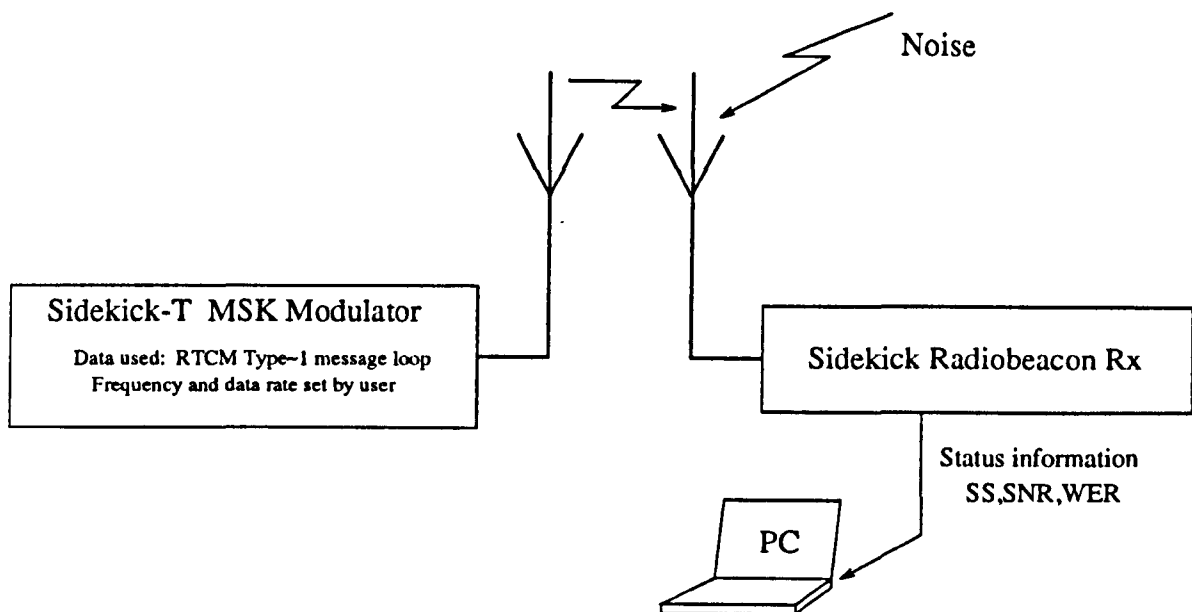 Noise
Sidekick-T MSK Modulator
Data used: RTCM Type~1 message loop
Frequency and data rate set by user
Sidekick Radiobeacon Rx
Status information
SS,SNR,WER
PC